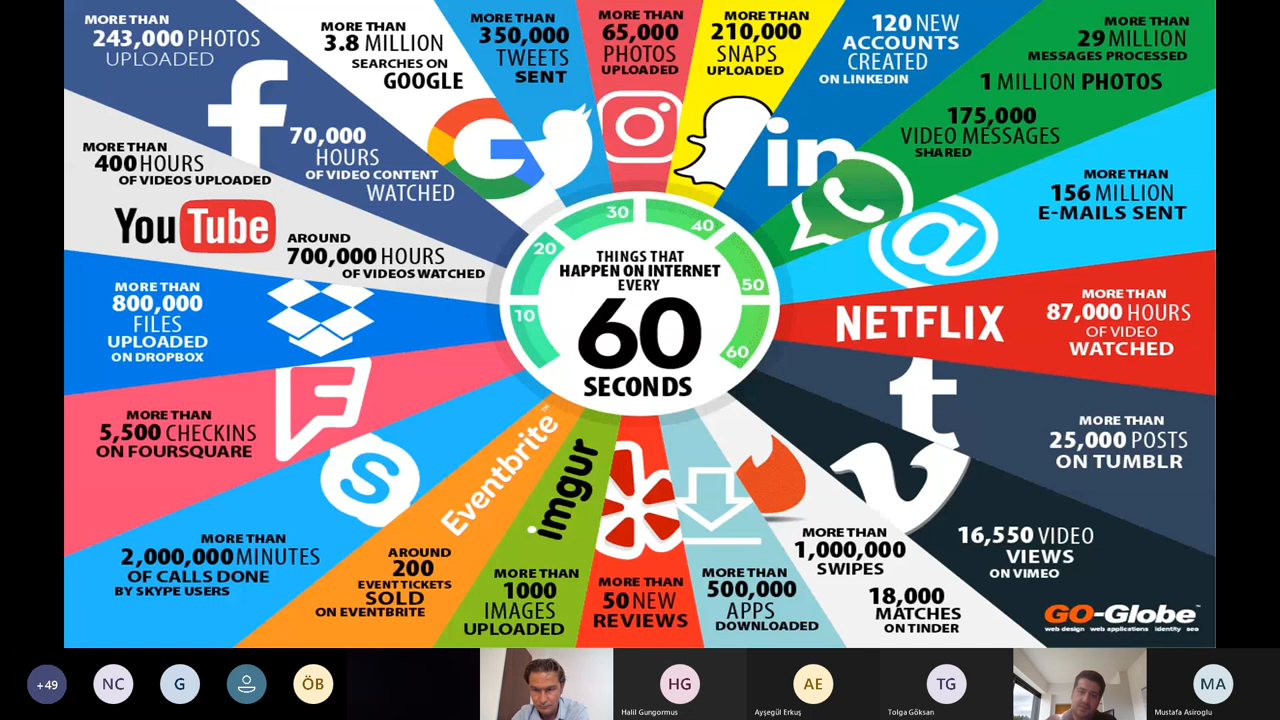 MORE THAN
243,000 PHOTOS
UPLOADED
70,000
HOURS
OF VIDEO CONTENT
WATCHED
MORE THAN
3.8 MILLION
SEARCHES ON
GOOGLE
MORE THAN
350,000
TWEETS
SENT
MORE THAN
65,000
PHOTOS
UPLOADED
MORE THAN
210,000
SNAPS
UPLOADED
120 NEW
ACCOUNTS
CREATED
ON LINKEDIN
in
MORE THAN
29 MILLION
MESSAGES PROCESSED
1 MILLION PHOTOS
175,000
VIDEO MESSAGES
SHARED
MORE THAN
156 MILLION
E-MAILS SENT
@
MORE THAN
400 HOURS
OF VIDEOS UPLOADED
YouTube
AROUND
700,000 HOURS
OF VIDEOS WATCHED
10
20
30
40
50
60
THINGS THAT
HAPPEN ON INTERNET
EVERY
60
SECONDS
NETFLIX
MORE THAN
87,000 HOURS
OF VIDEO
WATCHED
MORE THAN
800,000
FILES
UPLOADED
ON DROPBOX
MORE THAN
5,500 CHECKINS
ON FOURSQUARE
MORE THAN
25,000 POSTS
ON TUMBLR
MORE THAN
2,000,000 MINUTES
OF CALLS DONE
BY SKYPE USERS
Eventbrite™
AROUND
200
EVENT TICKETS
SOLD
ON EVENTBRITE
imgur
MORE THAN
1000
IMAGES
UPLOADED
MORE THAN
50 NEW
REVIEWS
MORE THAN
500,000
APPS
DOWNLOADED
MORE THAN
1,000,000
SWIPES
18,000
MATCHES
ON TINDER
16,550 VIDEO
VIEWS
ON VIMEO
GO-Globe™
web design web applications identity seo
+49
NC
G
ÖB
HG
Halil Gungormus
AE
Ayşegül Erkuş
TG
Tolga Göksan
MA
Mustafa Asiroglu